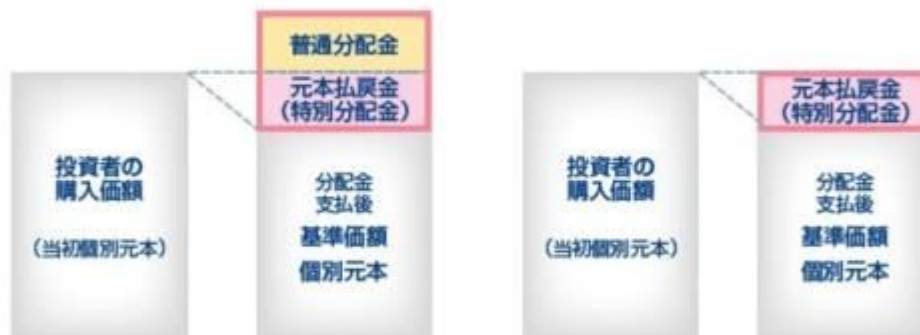 普通分配金
元本払戻金
(特別分配金)
投資者の
購入価額
(当初個別元本)
分配金
支払後
基準価額
個別元本
元本払戻金
(特別分配金)
投資者の
購入価額
(当初個別元本)
分配金
支払後
基準価額
個別元本